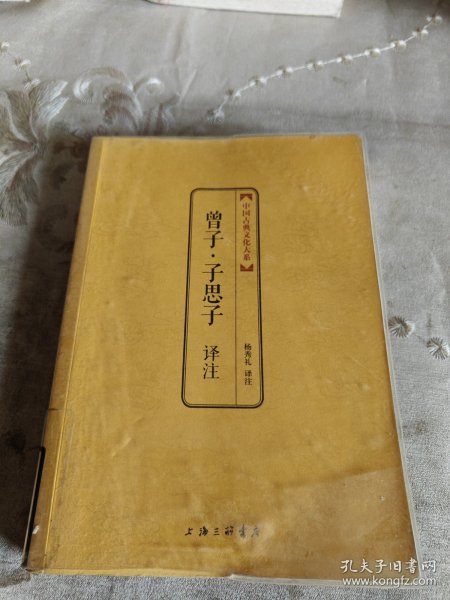 中国古典文化大系
曾子·子思子 译注
杨秀礼 译注
上海三联书店
孔夫子旧书网
www.kongfz.com